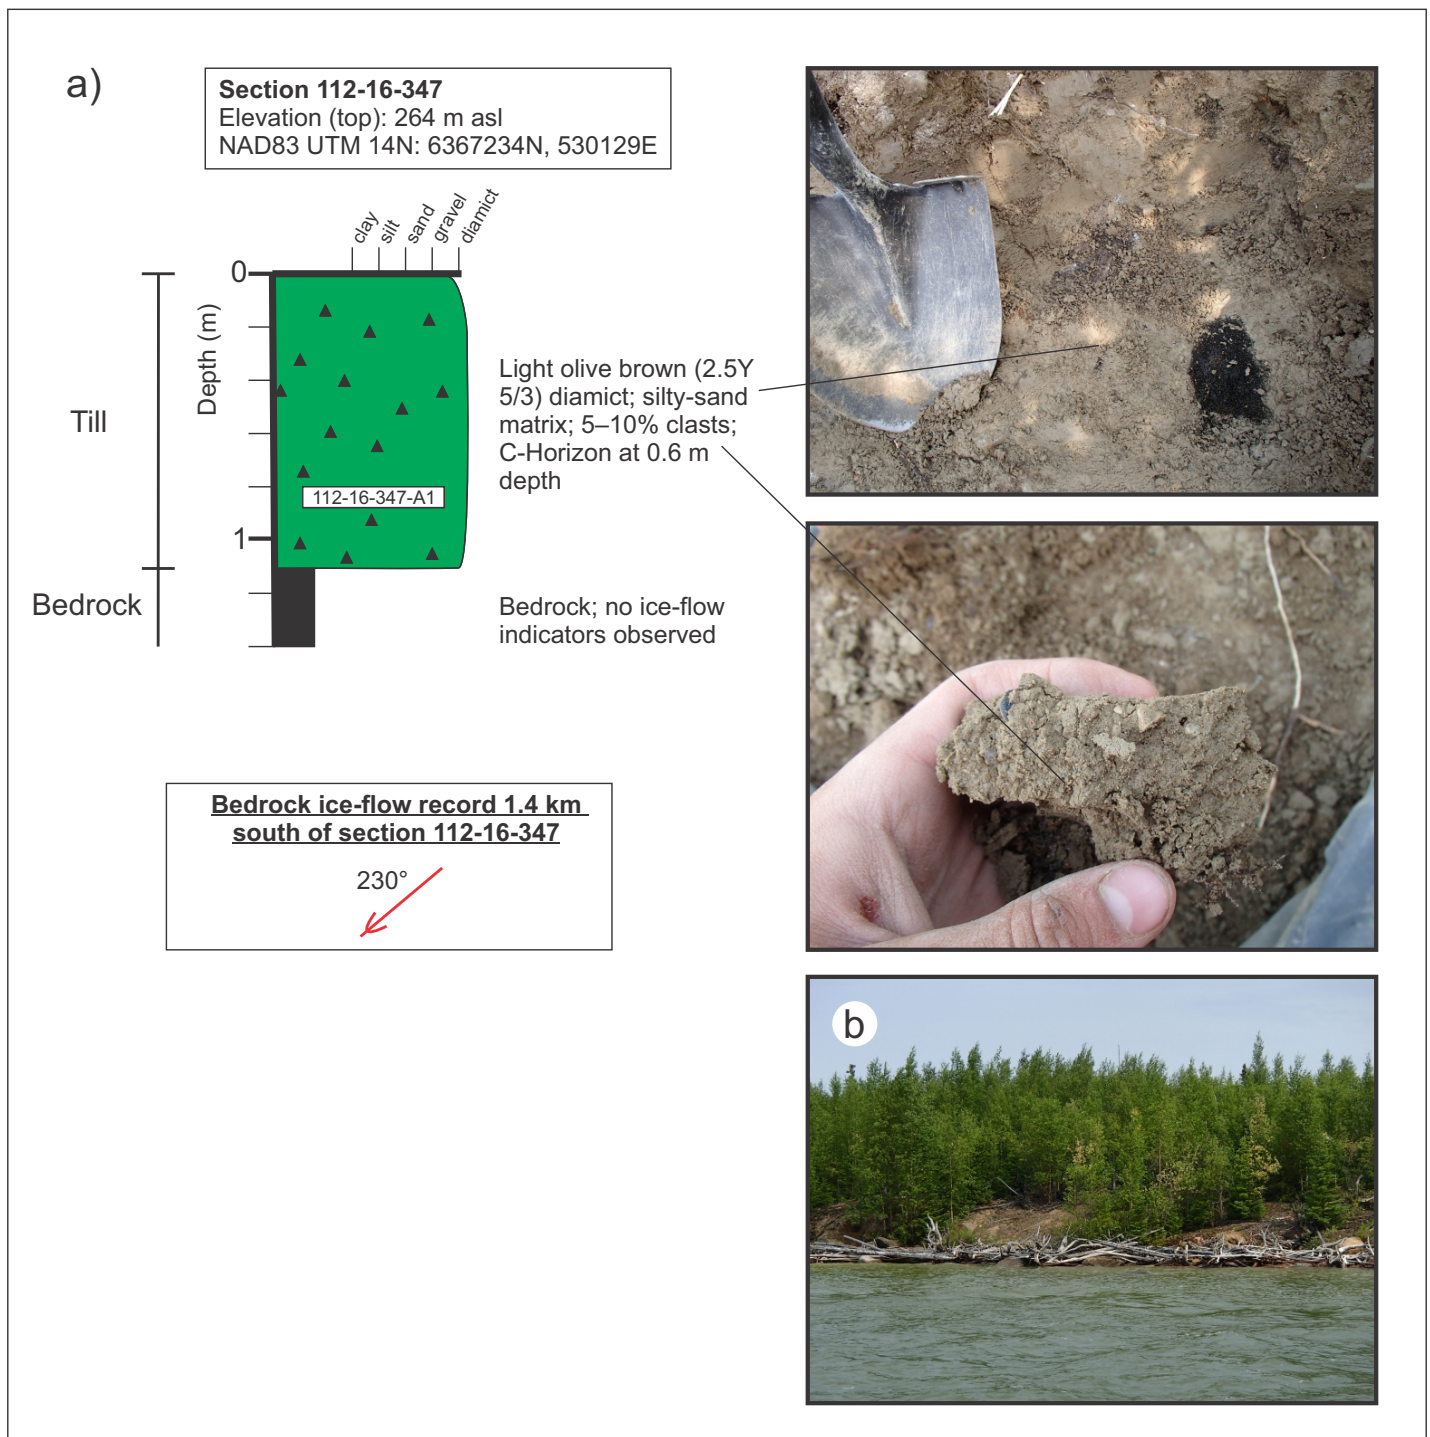 a)
Section 112-16-347
Elevation (top): 264 m asl
NAD83 UTM 14N: 6367234N, 530129E
clay
silt
sand
gravel
diamict
0
Depth (m)
Till
Light olive brown (2.5Y
5/3) diamict; silty-sand
matrix; 5–10% clasts;
C-Horizon at 0.6 m
depth
112-16-347-A1
1
Bedrock
Bedrock; no ice-flow
indicators observed
Bedrock ice-flow record 1.4 km
south of section 112-16-347
230°
b